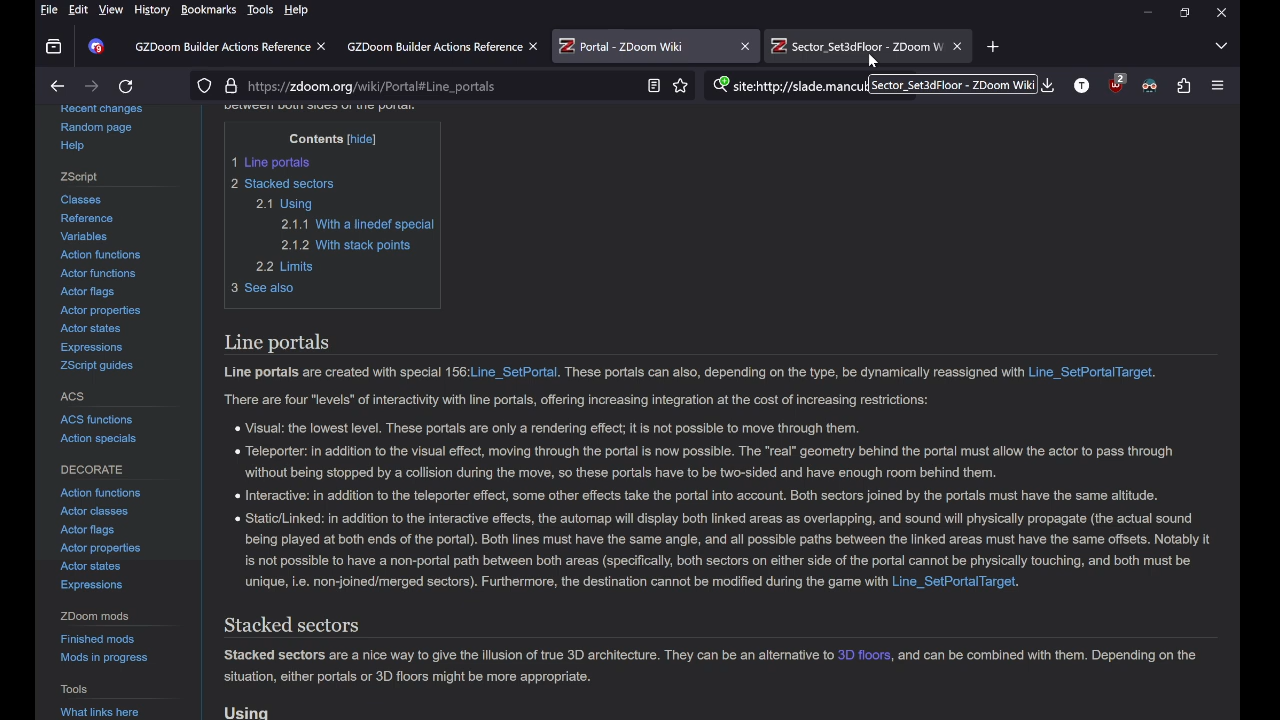 File Edit View History Bookmarks Tools Help
GZDoom Builder Actions Reference
GZDoom Builder Actions Reference
Portal - ZDoom Wiki
Sector_Set3dFloor - ZDoom W
https://zdoom.org/wiki/Portal#Line_portals
site:http://slade.mancub
Sector_Set3dFloor - ZDoom Wiki
T
2
Recent changes
Random page
Help
ZScript
Classes
Reference
Variables
Action functions
Actor functions
Actor flags
Actor properties
Actor states
Expressions
ZScript guides
ACS
ACS functions
Action specials
DECORATE
Action functions
Actor classes
Actor flags
Actor properties
Actor states
Expressions
ZDoom mods
Finished mods
Mods in progress
Tools
What links here
between both sides of the portal.
Contents [hide]
1 Line portals
2 Stacked sectors
2.1 Using
2.1.1 With a linedef special
2.1.2 With stack points
2.2 Limits
3 See also
Line portals
Line portals are created with special 156:Line_SetPortal. These portals can also, depending on the type, be dynamically reassigned with Line_SetPortalTarget.
There are four "levels" of interactivity with line portals, offering increasing integration at the cost of increasing restrictions:
• Visual: the lowest level. These portals are only a rendering effect; it is not possible to move through them.
• Teleporter: in addition to the visual effect, moving through the portal is now possible. The "real" geometry behind the portal must allow the actor to pass through
without being stopped by a collision during the move, so these portals have to be two-sided and have enough room behind them.
• Interactive: in addition to the teleporter effect, some other effects take the portal into account. Both sectors joined by the portals must have the same altitude.
• Static/Linked: in addition to the interactive effects, the automap will display both linked areas as overlapping, and sound will physically propagate (the actual sound
being played at both ends of the portal). Both lines must have the same angle, and all possible paths between the linked areas must have the same offsets. Notably it
is not possible to have a non-portal path between both areas (specifically, both sectors on either side of the portal cannot be physically touching, and both must be
unique, i.e. non-joined/merged sectors). Furthermore, the destination cannot be modified during the game with Line_SetPortalTarget.
Stacked sectors
Stacked sectors are a nice way to give the illusion of true 3D architecture. They can be an alternative to 3D floors, and can be combined with them. Depending on the
situation, either portals or 3D floors might be more appropriate.
Using